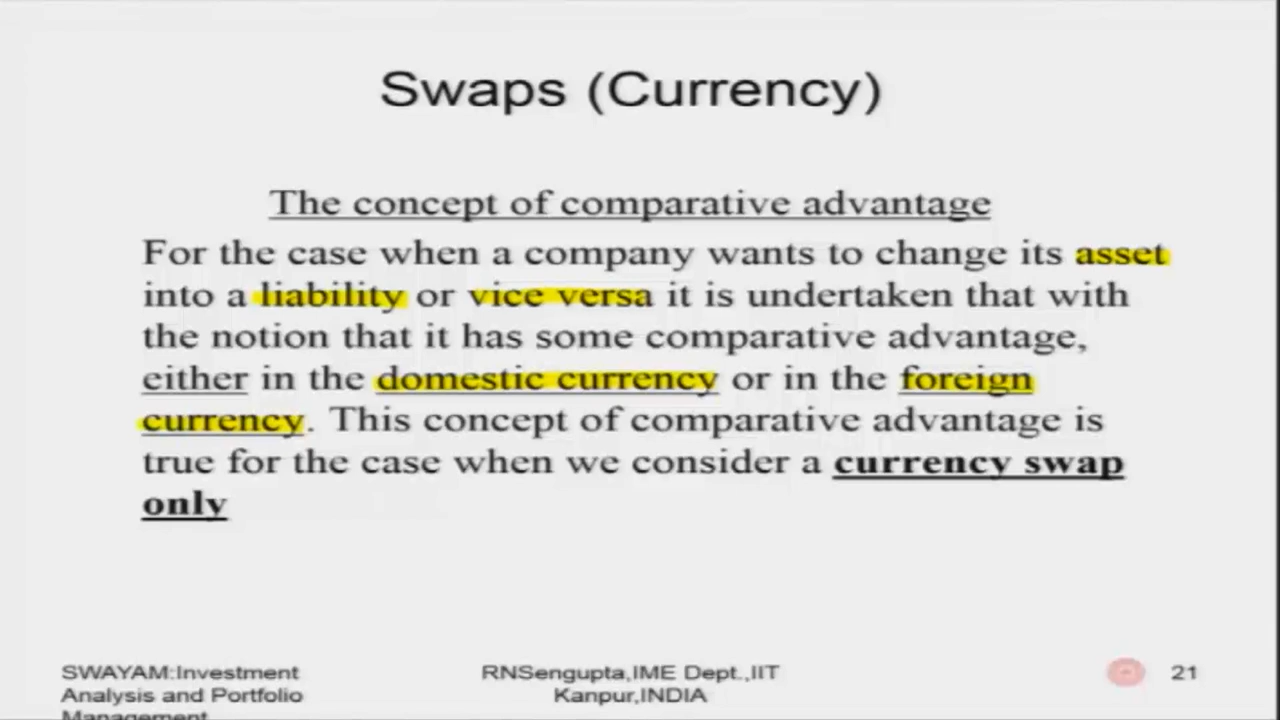 Swaps (Currency)
The concept of comparative advantage
For the case when a company wants to change its asset
into a liability or vice versa it is undertaken that with
the notion that it has some comparative advantage,
either in the domestic currency or in the foreign
currency. This concept of comparative advantage is
true for the case when we consider a currency swap
only
SWAYAM:Investment
Analysis and Portfolio
Management
RNSengupta,IME Dept.,IIT
Kanpur,INDIA
21